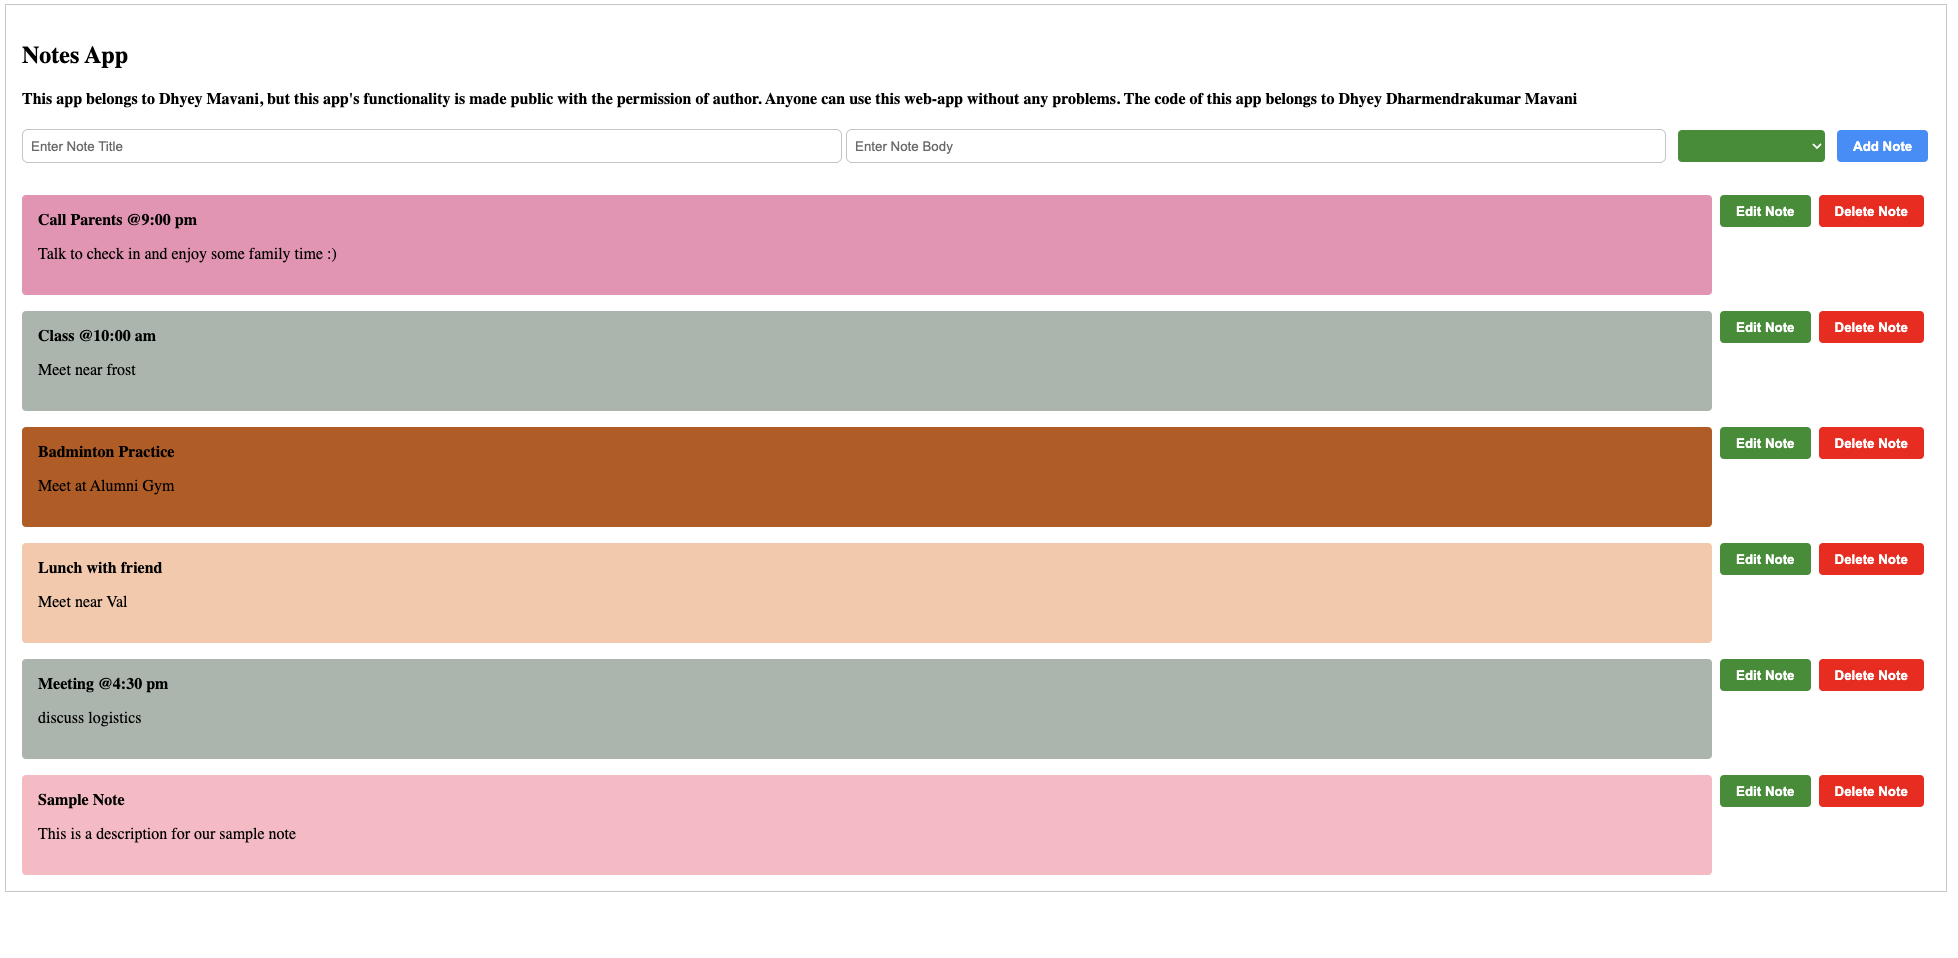 Notes App
This app belongs to Dhyey Mavani, but this app's functionality is made public with the permission of author. Anyone can use this web-app without any problems. The code of this app belongs to Dhyey Dharmendrakumar Mavani
Enter Note Title Enter Note Body Add Note
Call Parents @9:00 pm Edit Note Delete Note
Talk to check in and enjoy some family time :)
Class @10:00 am Edit Note Delete Note
Meet near frost
Badminton Practice Edit Note Delete Note
Meet at Alumni Gym
Lunch with friend Edit Note Delete Note
Meet near Val
Meeting @4:30 pm Edit Note Delete Note
discuss logistics
Sample Note Edit Note Delete Note
This is a description for our sample note